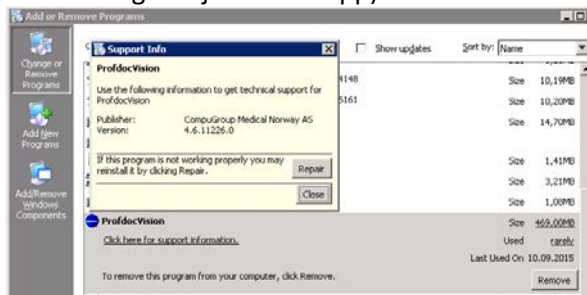 Add or Remove Programs
Change or
Remove
Programs
Add New
Programs
Add/Remove
Windows
Components
Show updates
Sort by: Name
Support Info
ProfdocVision
Use the following information to get technical support for
ProfdocVision
Publisher: CompuGroup Medical Norway AS
Version: 4.6.11226.0
If this program is not working properly you may
reinstall it by clicking Repair.
Repair
Close
4148 Size 10,19MB
5161 Size 10,20MB
Size 14,70MB
Size 1,41MB
Size 3,21MB
Size 1,08MB
ProfdocVision Size 469,00MB
Click here for support information. Used rarely
Last Used On 10.09.2015
To remove this program from your computer, click Remove.
Remove